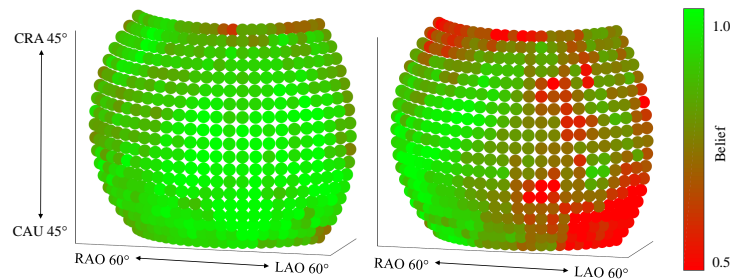 CRA 45°
CAU 45°
RAO 60°
LAO 60°
RAO 60°
LAO 60°
1.0
Belief
0.5